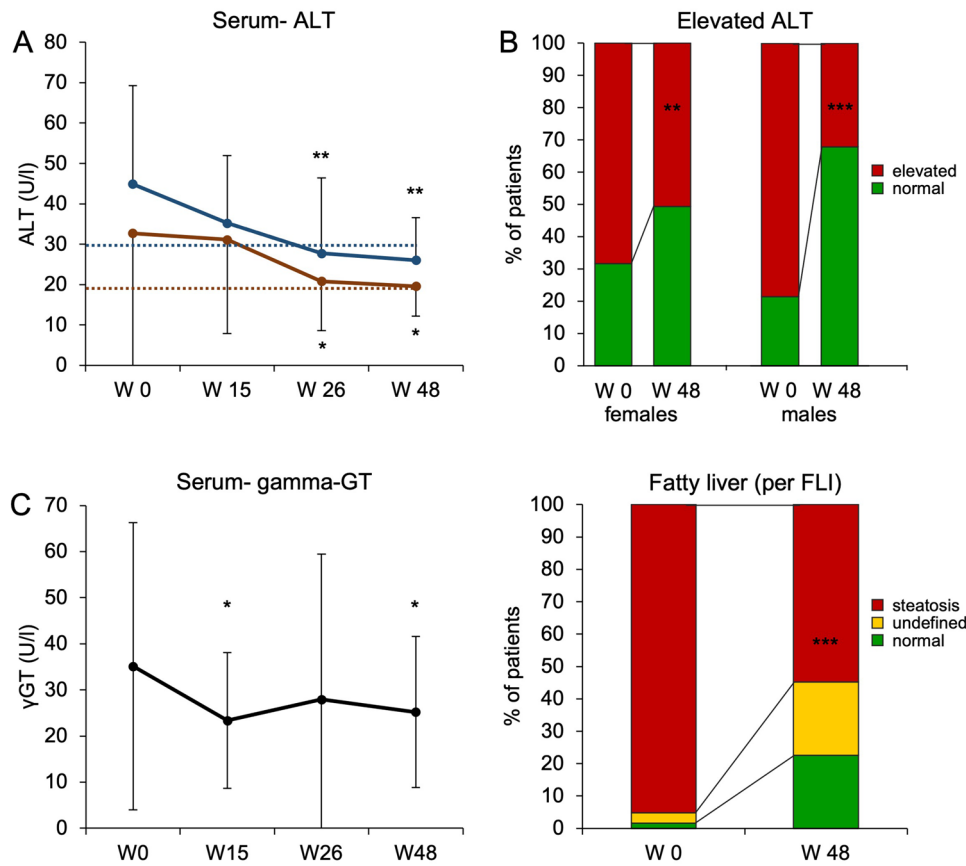 A
Serum- ALT
ALT (U/l)
80
70
60
50
40
30
20
10
0
**
**
*
*
W 0
W 15
W 26
W 48
B
Elevated ALT
% of patients
100
90
80
70
60
50
40
30
20
10
0
**
***
elevated
normal
W 0
W 48
W 0
W 48
females
males
C
Serum- gamma-GT
γGT (U/l)
70
60
50
40
30
20
10
0
*
*
W0
W15
W26
W48
Fatty liver (per FLI)
% of patients
100
90
80
70
60
50
40
30
20
10
0
***
steatosis
undefined
normal
W 0
W 48